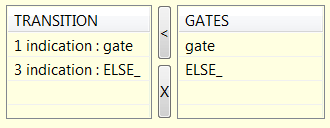 TRANSITION
1 indication : gate
3 indication : ELSE_
<
X
GATES
gate
ELSE_